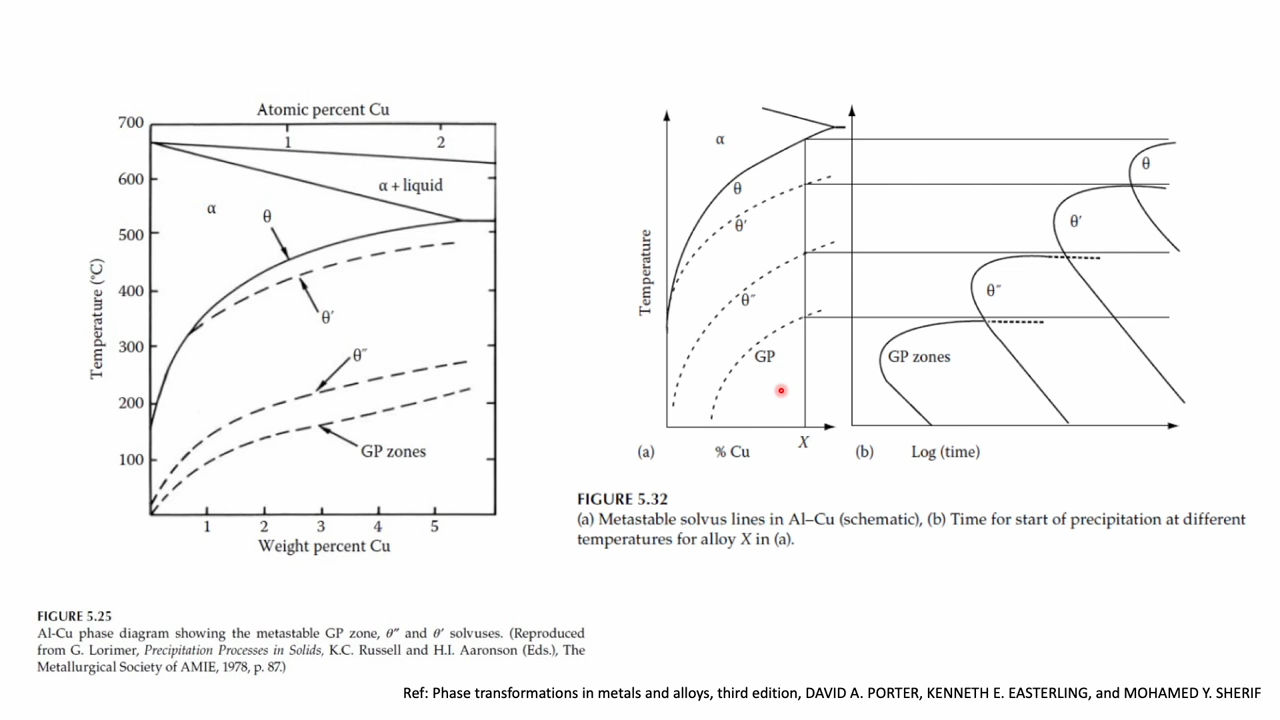 Atomic percent Cu
1 2
700
600
500
400
300
200
100
Temperature (°C)
α + liquid
α
θ
θ′
θ″
GP zones
1 2 3 4 5
Weight percent Cu
FIGURE 5.25
Al-Cu phase diagram showing the metastable GP zone, θ″ and θ′ solvuses. (Reproduced
from G. Lorimer, Precipitation Processes in Solids, K.C. Russell and H.I. Aaronson (Eds.), The
Metallurgical Society of AMIE, 1978, p. 87.)
Temperature
α
θ
θ′
θ″
GP
X
(a) % Cu
θ
θ′
θ″
GP zones
(b) Log (time)
FIGURE 5.32
(a) Metastable solvus lines in Al–Cu (schematic), (b) Time for start of precipitation at different
temperatures for alloy X in (a).
Ref: Phase transformations in metals and alloys, third edition, DAVID A. PORTER, KENNETH E. EASTERLING, and MOHAMED Y. SHERIF